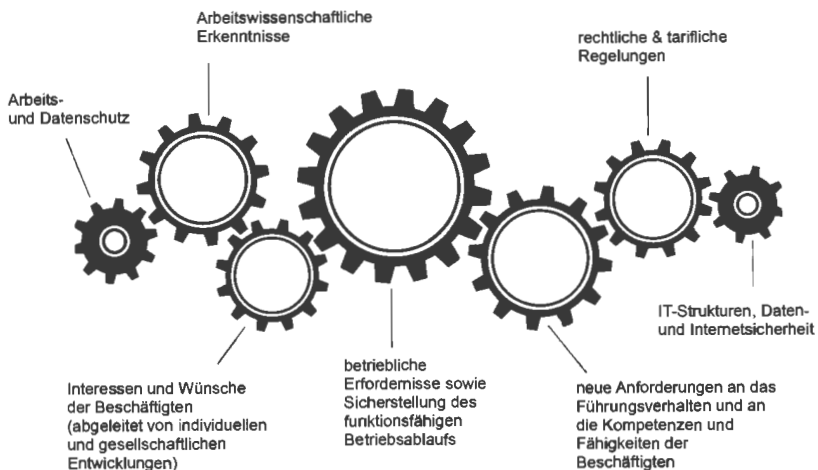 Arbeitswissenschaftliche
Erkenntnisse
rechtliche & tarifliche
Regelungen
Arbeits-
und Datenschutz
IT-Strukturen, Daten-
und Internetsicherheit
Interessen und Wünsche
der Beschäftigten
(abgeleitet von individuellen
und gesellschaftlichen
Entwicklungen)
betriebliche
Erfordernisse sowie
Sicherstellung des
funktionsfähigen
Betriebsablaufs
neue Anforderungen an das
Führungsverhalten und an
die Kompetenzen und
Fähigkeiten der
Beschäftigten